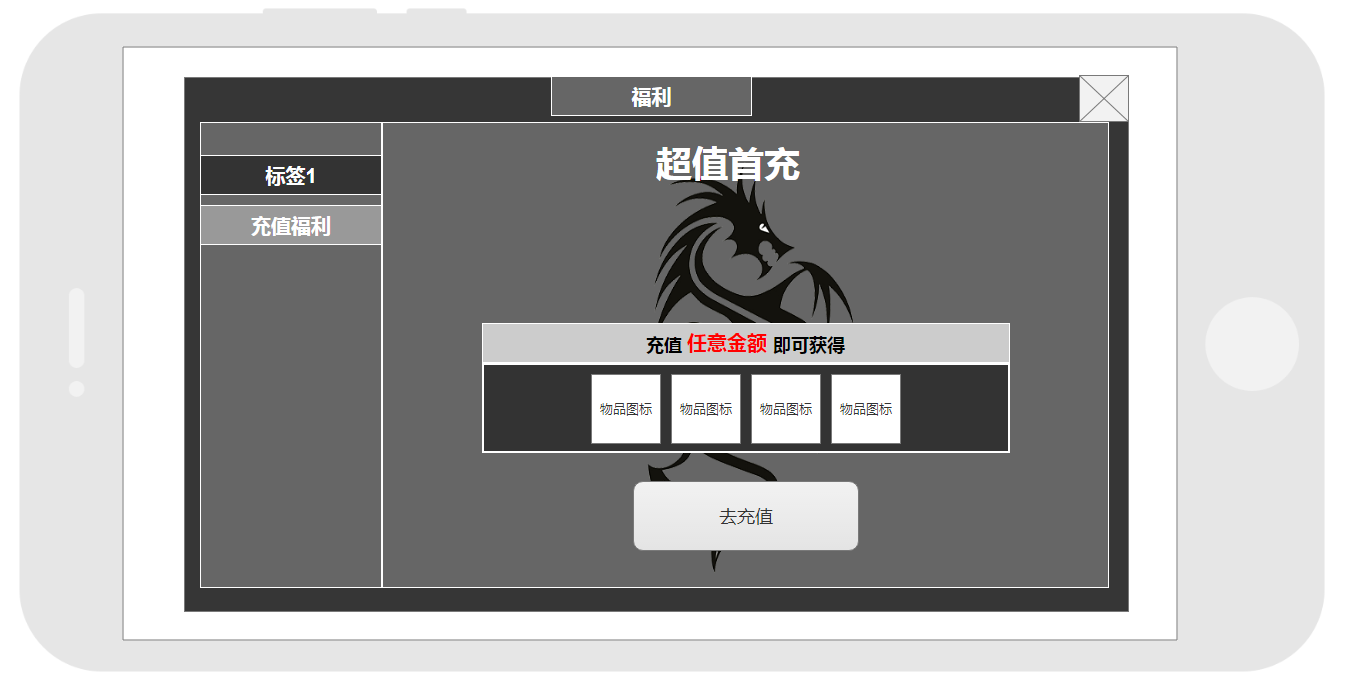 福利
标签1
充值福利
超值首充
充值 任意金额 即可获得
物品图标 物品图标 物品图标 物品图标
去充值